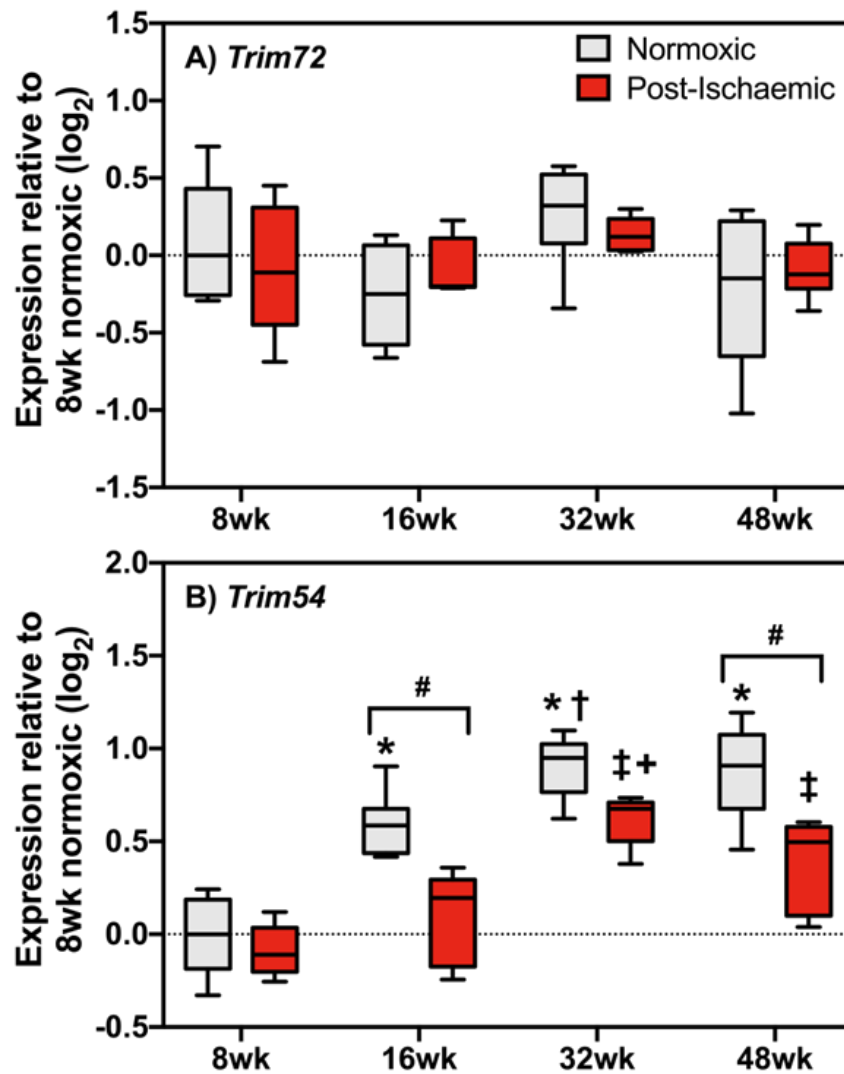 A) Trim72
Normoxic
Post-Ischaemic
Expression relative to
8wk normoxic (log₂)
1.5
1.0
0.5
0.0
-0.5
-1.0
-1.5
8wk 16wk 32wk 48wk
B) Trim54
Expression relative to
8wk normoxic (log₂)
2.0
1.5
1.0
0.5
0.0
-0.5
# #
* * † *
‡ + ‡
8wk 16wk 32wk 48wk